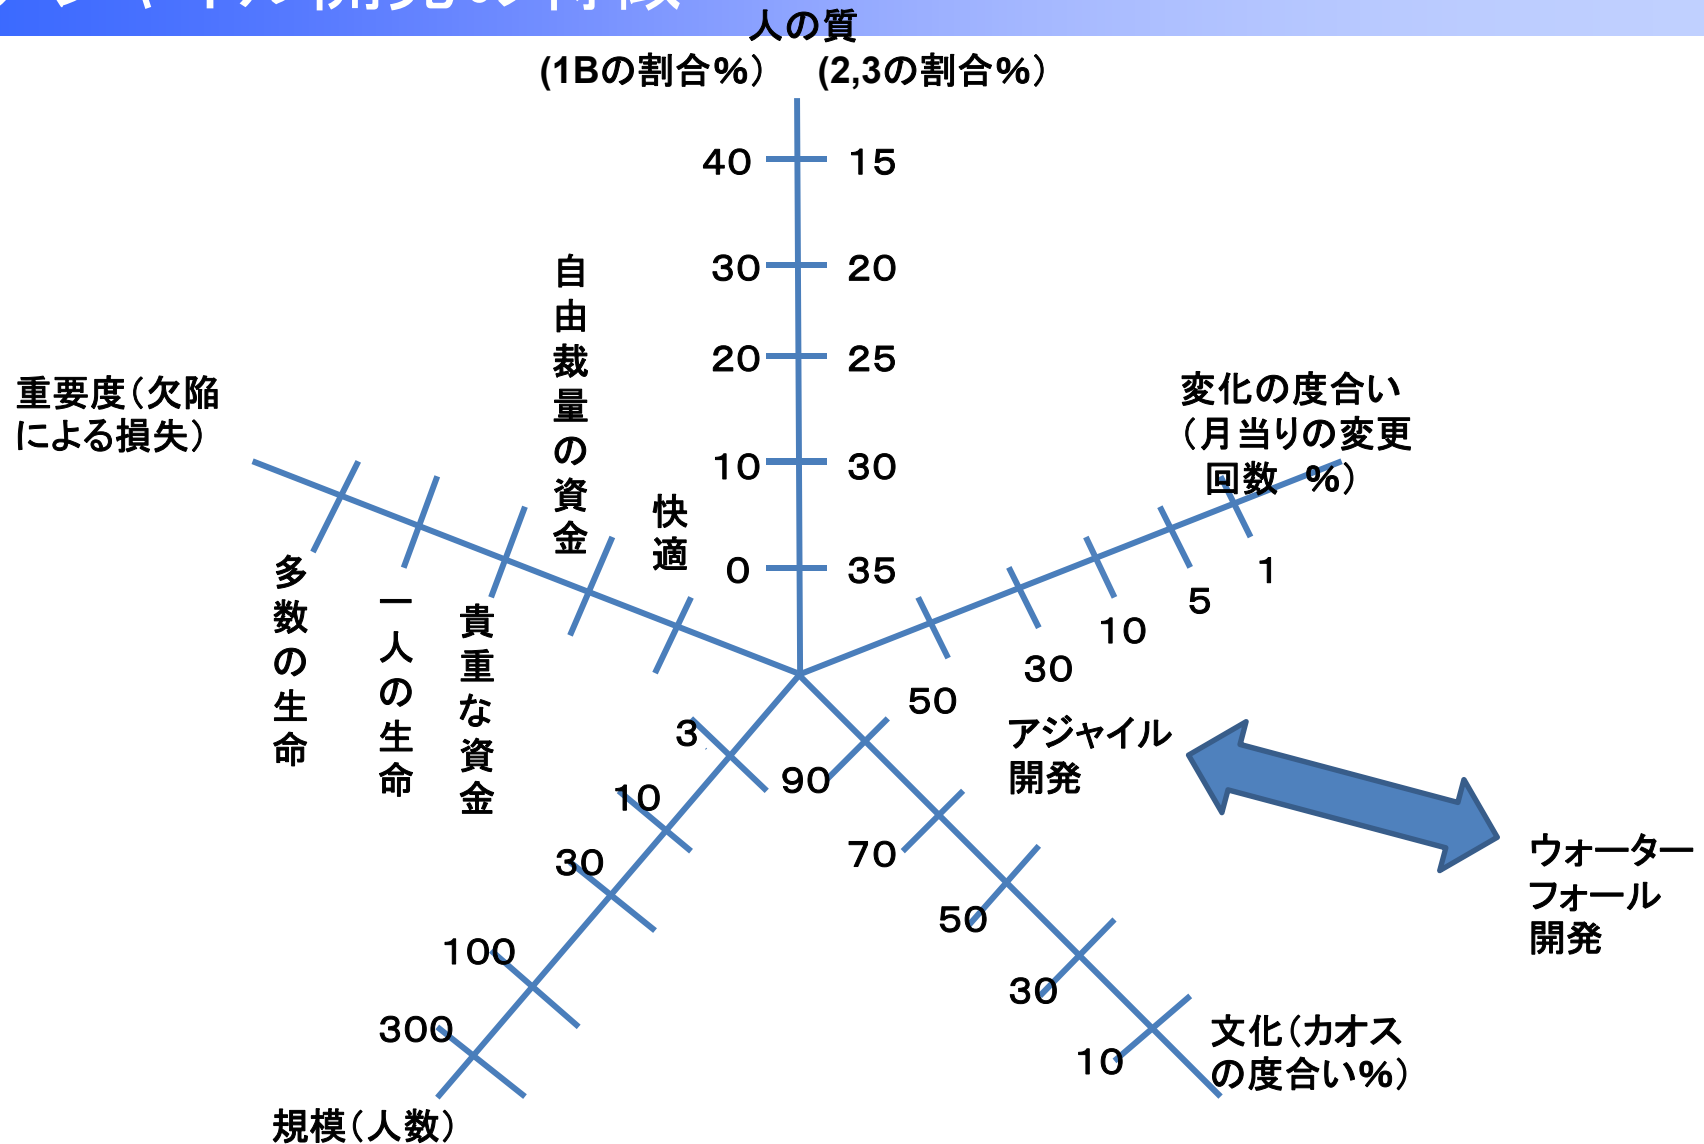 人の質
(1Bの割合%) (2,3の割合%)
40 15
30 20
20 25
10 30
0 35
自由裁量の資金
快適
重要度(欠陥
による損失)
多数の生命
一人の生命
貴重な資金
変化の度合い
(月当りの変更
回数 %)
1
5
10
30
50
3
10
30
100
300
規模(人数)
90
70
50
30
10
文化(カオス
の度合い%)
アジャイル
開発
ウォーター
フォール
開発